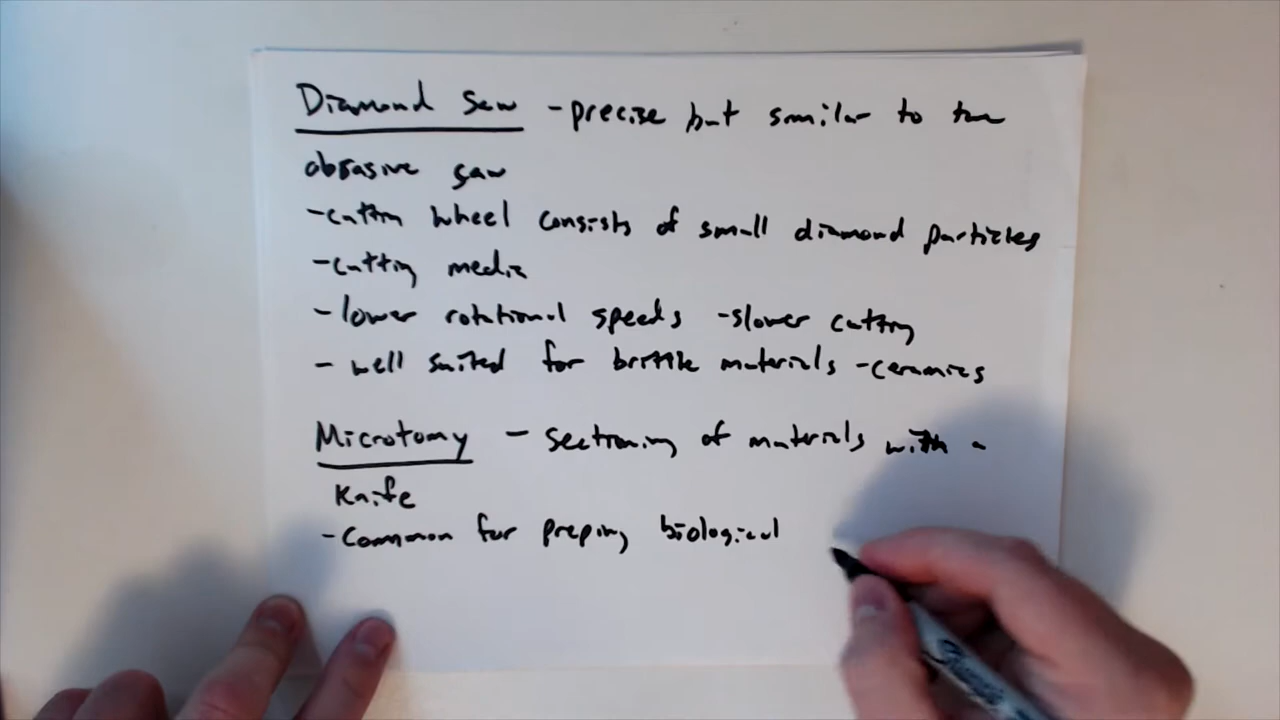 Diamond Saw - precise but similar to the
abrasive saw
- cutting wheel consists of small diamond particles
- cutting media
- lower rotational speeds - slower cutting
- well suited for brittle materials - ceramics
Microtomy - sectioning of materials with a
Knife
- Common for preping biological
Sharpie